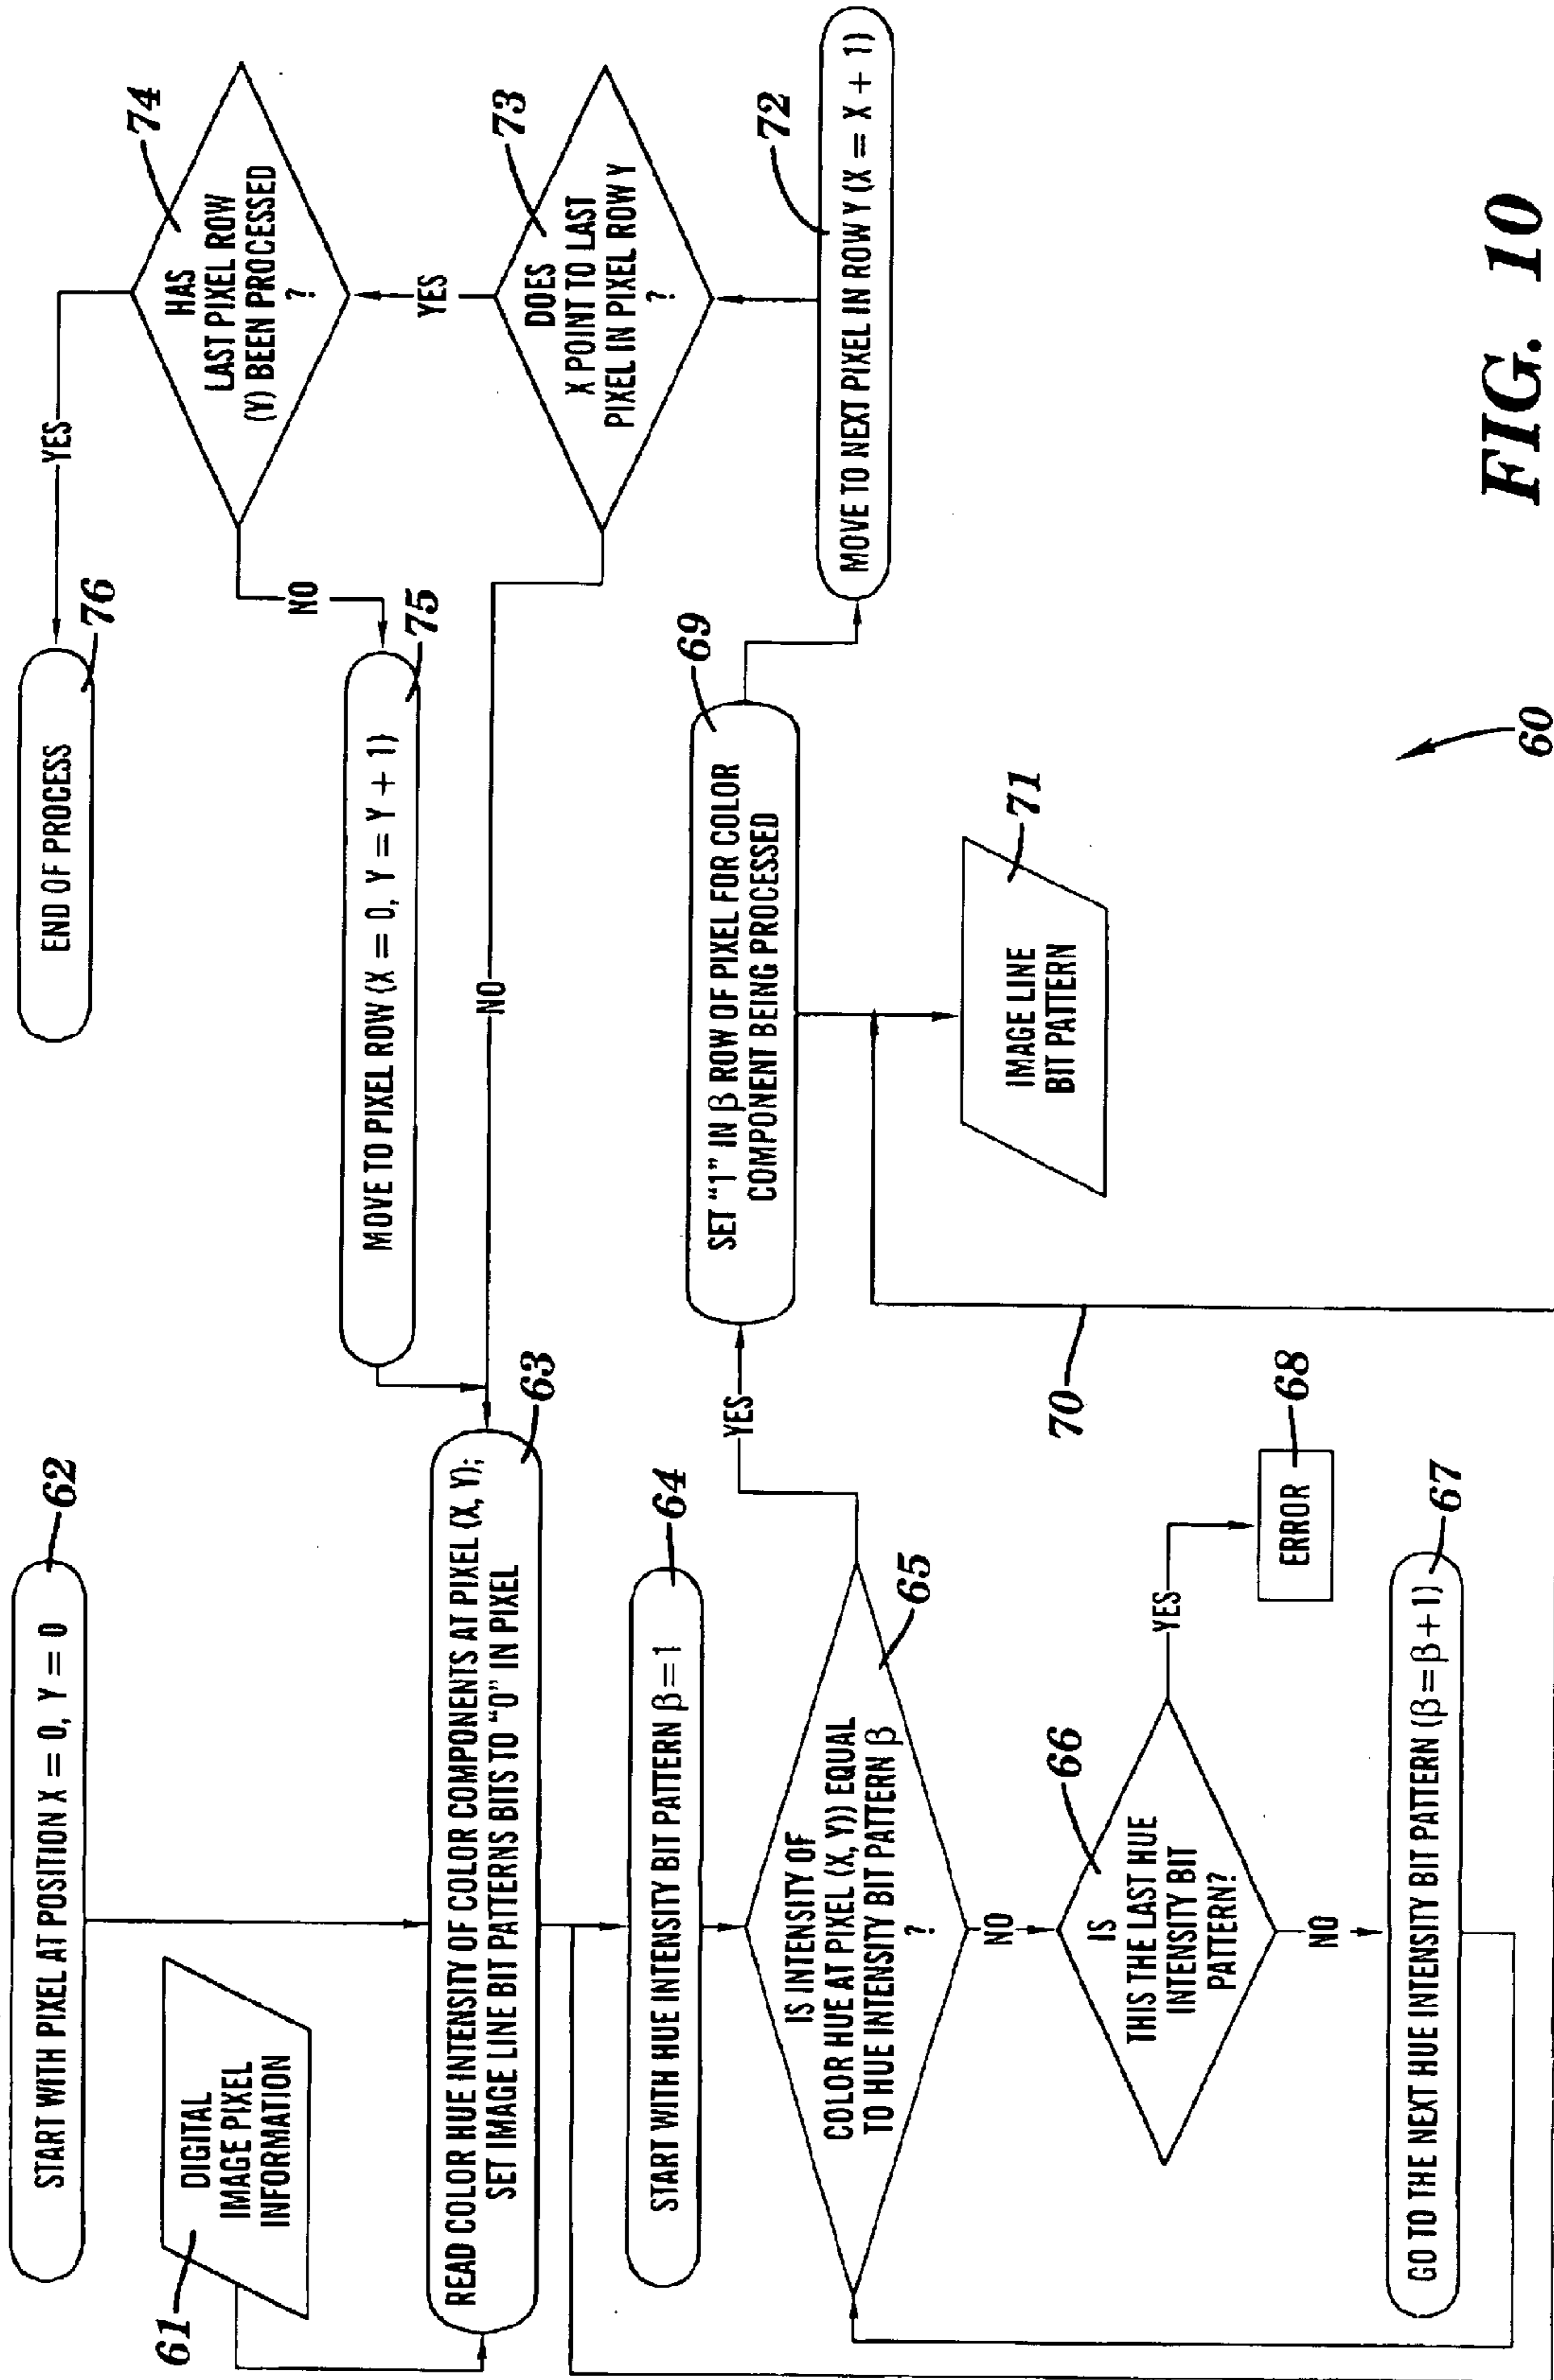 START WITH PIXEL AT POSITION X = 0, Y = 0
62
61
DIGITAL
IMAGE PIXEL
INFORMATION
READ COLOR HUE INTENSITY OF COLOR COMPONENTS AT PIXEL (X, Y);
SET IMAGE LINE BIT PATTERNS BITS TO "0" IN PIXEL
63
START WITH HUE INTENSITY BIT PATTERN β=1
64
IS INTENSITY OF
COLOR HUE AT PIXEL (X, Y)) EQUAL
TO HUE INTENSITY BIT PATTERN β
?
65
YES
NO
66
IS
THIS THE LAST HUE
INTENSITY BIT
PATTERN?
YES
ERROR
68
NO
GO TO THE NEXT HUE INTENSITY BIT PATTERN (β=β+1)
67
END OF PROCESS
76
YES
74
HAS
LAST PIXEL ROW
(Y) BEEN PROCESSED
?
NO
MOVE TO PIXEL ROW (X = 0, Y = Y + 1)
75
YES
73
DOES
X POINT TO LAST
PIXEL IN PIXEL ROW Y
?
NO
SET "1" IN β ROW OF PIXEL FOR COLOR
COMPONENT BEING PROCESSED
69
72
MOVE TO NEXT PIXEL IN ROW Y (X = X + 1)
70
IMAGE LINE
BIT PATTERN
71
60
FIG. 10